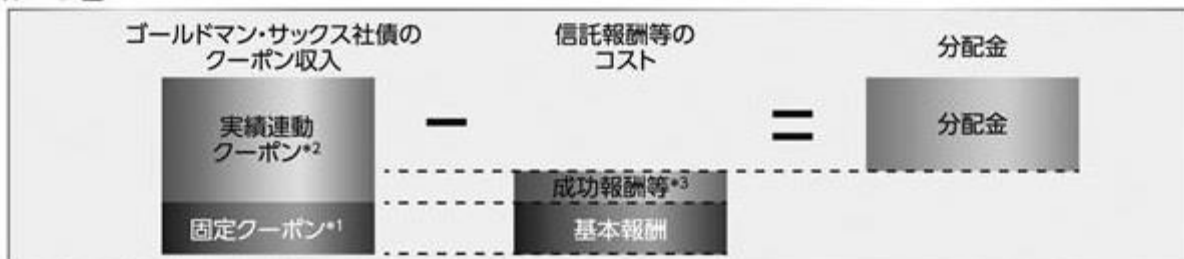 ゴールドマン・サックス社債の
クーポン収入
信託報酬等の
コスト
分配金
実績連動
クーポン*2
ー
=
分配金
成功報酬等*3
固定クーポン*1
基本報酬